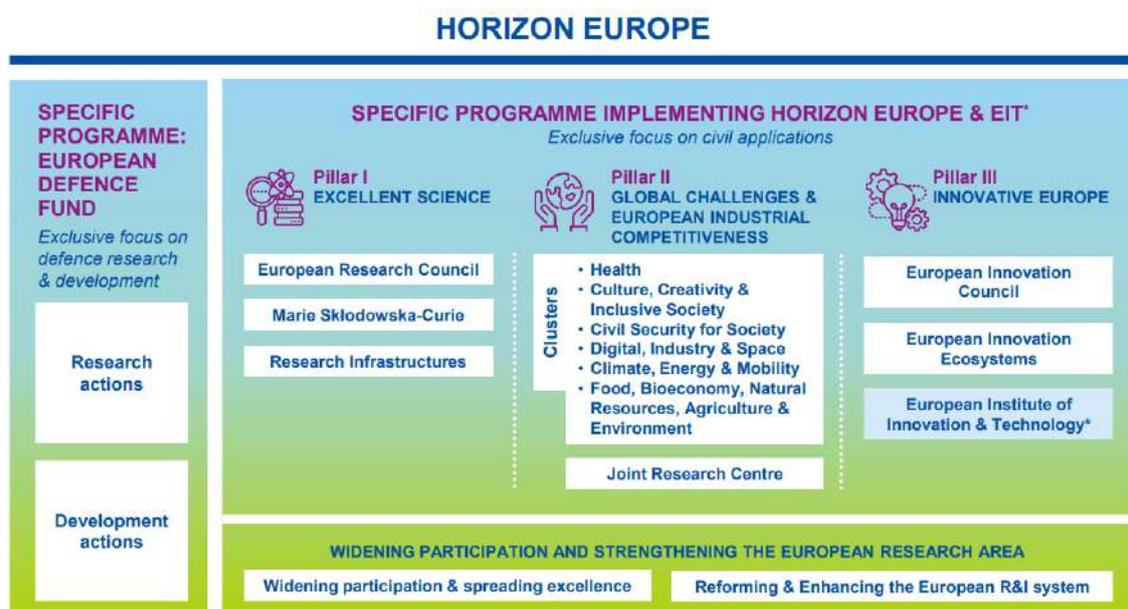 HORIZON EUROPE
SPECIFIC
PROGRAMME:
EUROPEAN
DEFENCE
FUND
Exclusive focus on
defence research
& development
Research
actions
Development
actions
SPECIFIC PROGRAMME IMPLEMENTING HORIZON EUROPE & EIT*
Exclusive focus on civil applications
Pillar I
EXCELLENT SCIENCE
European Research Council
Marie Skłodowska-Curie
Research Infrastructures
Pillar II
GLOBAL CHALLENGES &
EUROPEAN INDUSTRIAL
COMPETITIVENESS
Clusters
• Health
• Culture, Creativity &
Inclusive Society
• Civil Security for Society
• Digital, Industry & Space
• Climate, Energy & Mobility
• Food, Bioeconomy, Natural
Resources, Agriculture &
Environment
Joint Research Centre
Pillar III
INNOVATIVE EUROPE
European Innovation
Council
European Innovation
Ecosystems
European Institute of
Innovation & Technology*
WIDENING PARTICIPATION AND STRENGTHENING THE EUROPEAN RESEARCH AREA
Widening participation & spreading excellence
Reforming & Enhancing the European R&I system